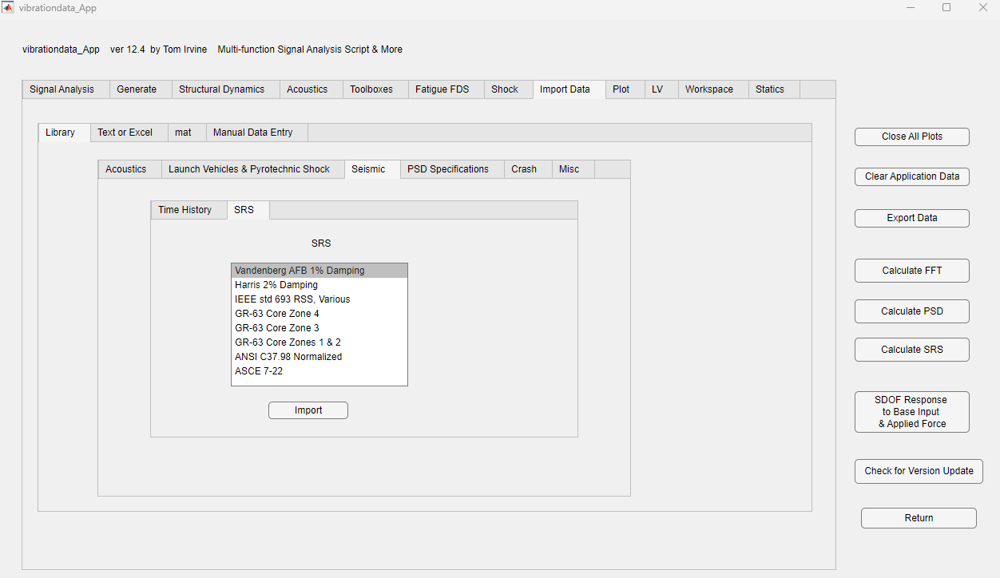 vibrationdata_App
vibrationdata_App ver 12.4 by Tom Irvine Multi-function Signal Analysis Script & More
Signal Analysis Generate Structural Dynamics Acoustics Toolboxes Fatigue FDS Shock Import Data Plot LV Workspace Statics
Library Text or Excel mat Manual Data Entry
Acoustics Launch Vehicles & Pyrotechnic Shock Seismic PSD Specifications Crash Misc
Time History SRS
SRS
Vandenberg AFB 1% Damping
Harris 2% Damping
IEEE std 693 RSS, Various
GR-63 Core Zone 4
GR-63 Core Zone 3
GR-63 Core Zones 1 & 2
ANSI C37.98 Normalized
ASCE 7-22
Import
Close All Plots
Clear Application Data
Export Data
Calculate FFT
Calculate PSD
Calculate SRS
SDOF Response
to Base Input
& Applied Force
Check for Version Update
Return